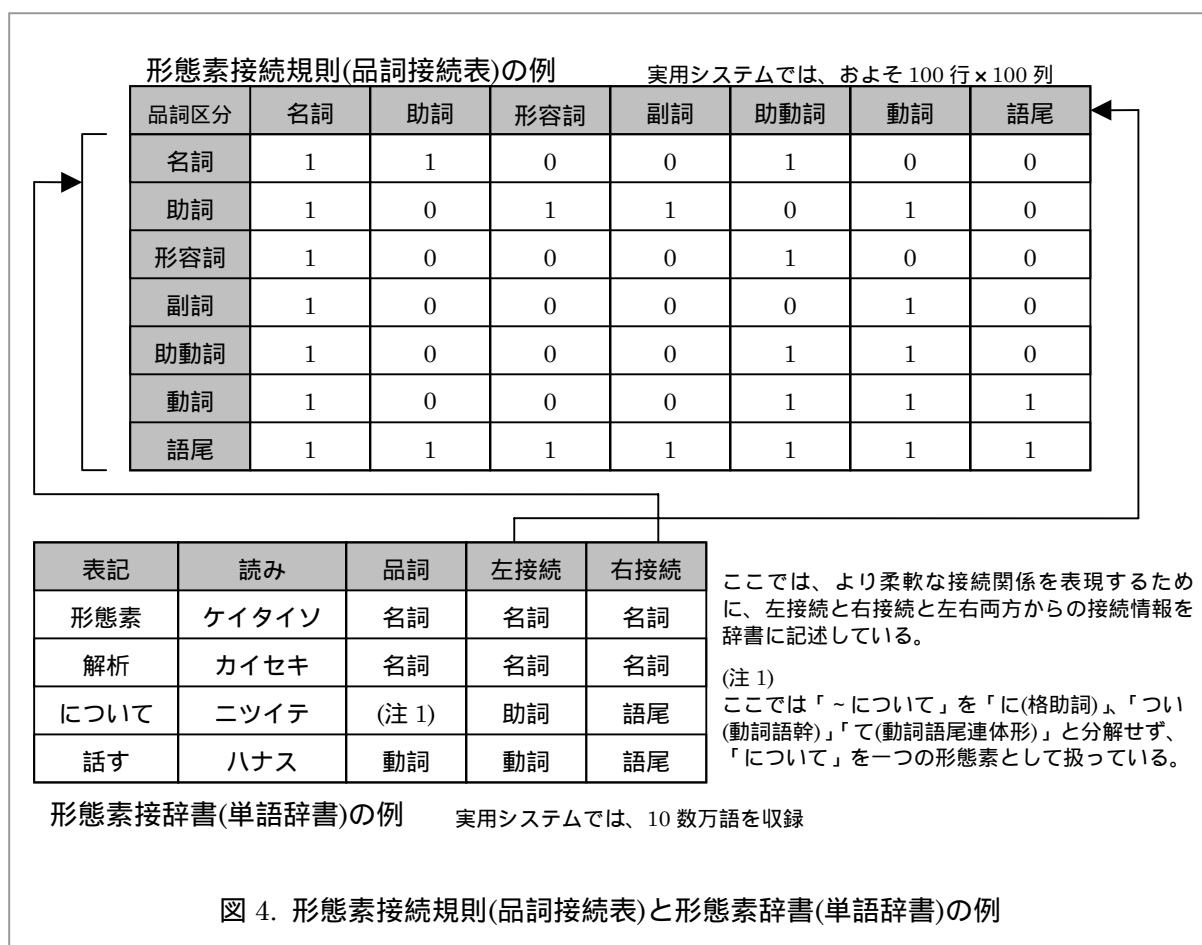 形態素接続規則(品詞接続表)の例 実用システムでは、およそ 100 行×100 列
品詞区分 名詞 助詞 形容詞 副詞 助動詞 動詞 語尾
名詞 1 1 0 0 1 0 0
助詞 1 0 1 1 0 1 0
形容詞 1 0 0 0 1 0 0
副詞 1 0 0 0 0 1 0
助動詞 1 0 0 0 1 1 0
動詞 1 0 0 0 1 1 1
語尾 1 1 1 1 1 1 1
表記 読み 品詞 左接続 右接続
形態素 ケイタイソ 名詞 名詞 名詞
解析 カイセキ 名詞 名詞 名詞
について ニツイテ (注 1) 助詞 語尾
話す ハナス 動詞 動詞 語尾
ここでは、より柔軟な接続関係を表現するため
に、左接続と右接続と左右両方からの接続情報を
辞書に記述している。
(注 1)
ここでは「~について」を「に(格助詞)」、「つい
(動詞語幹)」「て(動詞語尾連体形)」と分解せず、
「について」を一つの形態素として扱っている。
形態素接辞書(単語辞書)の例 実用システムでは、10 数万語を収録
図 4. 形態素接続規則(品詞接続表)と形態素辞書(単語辞書)の例